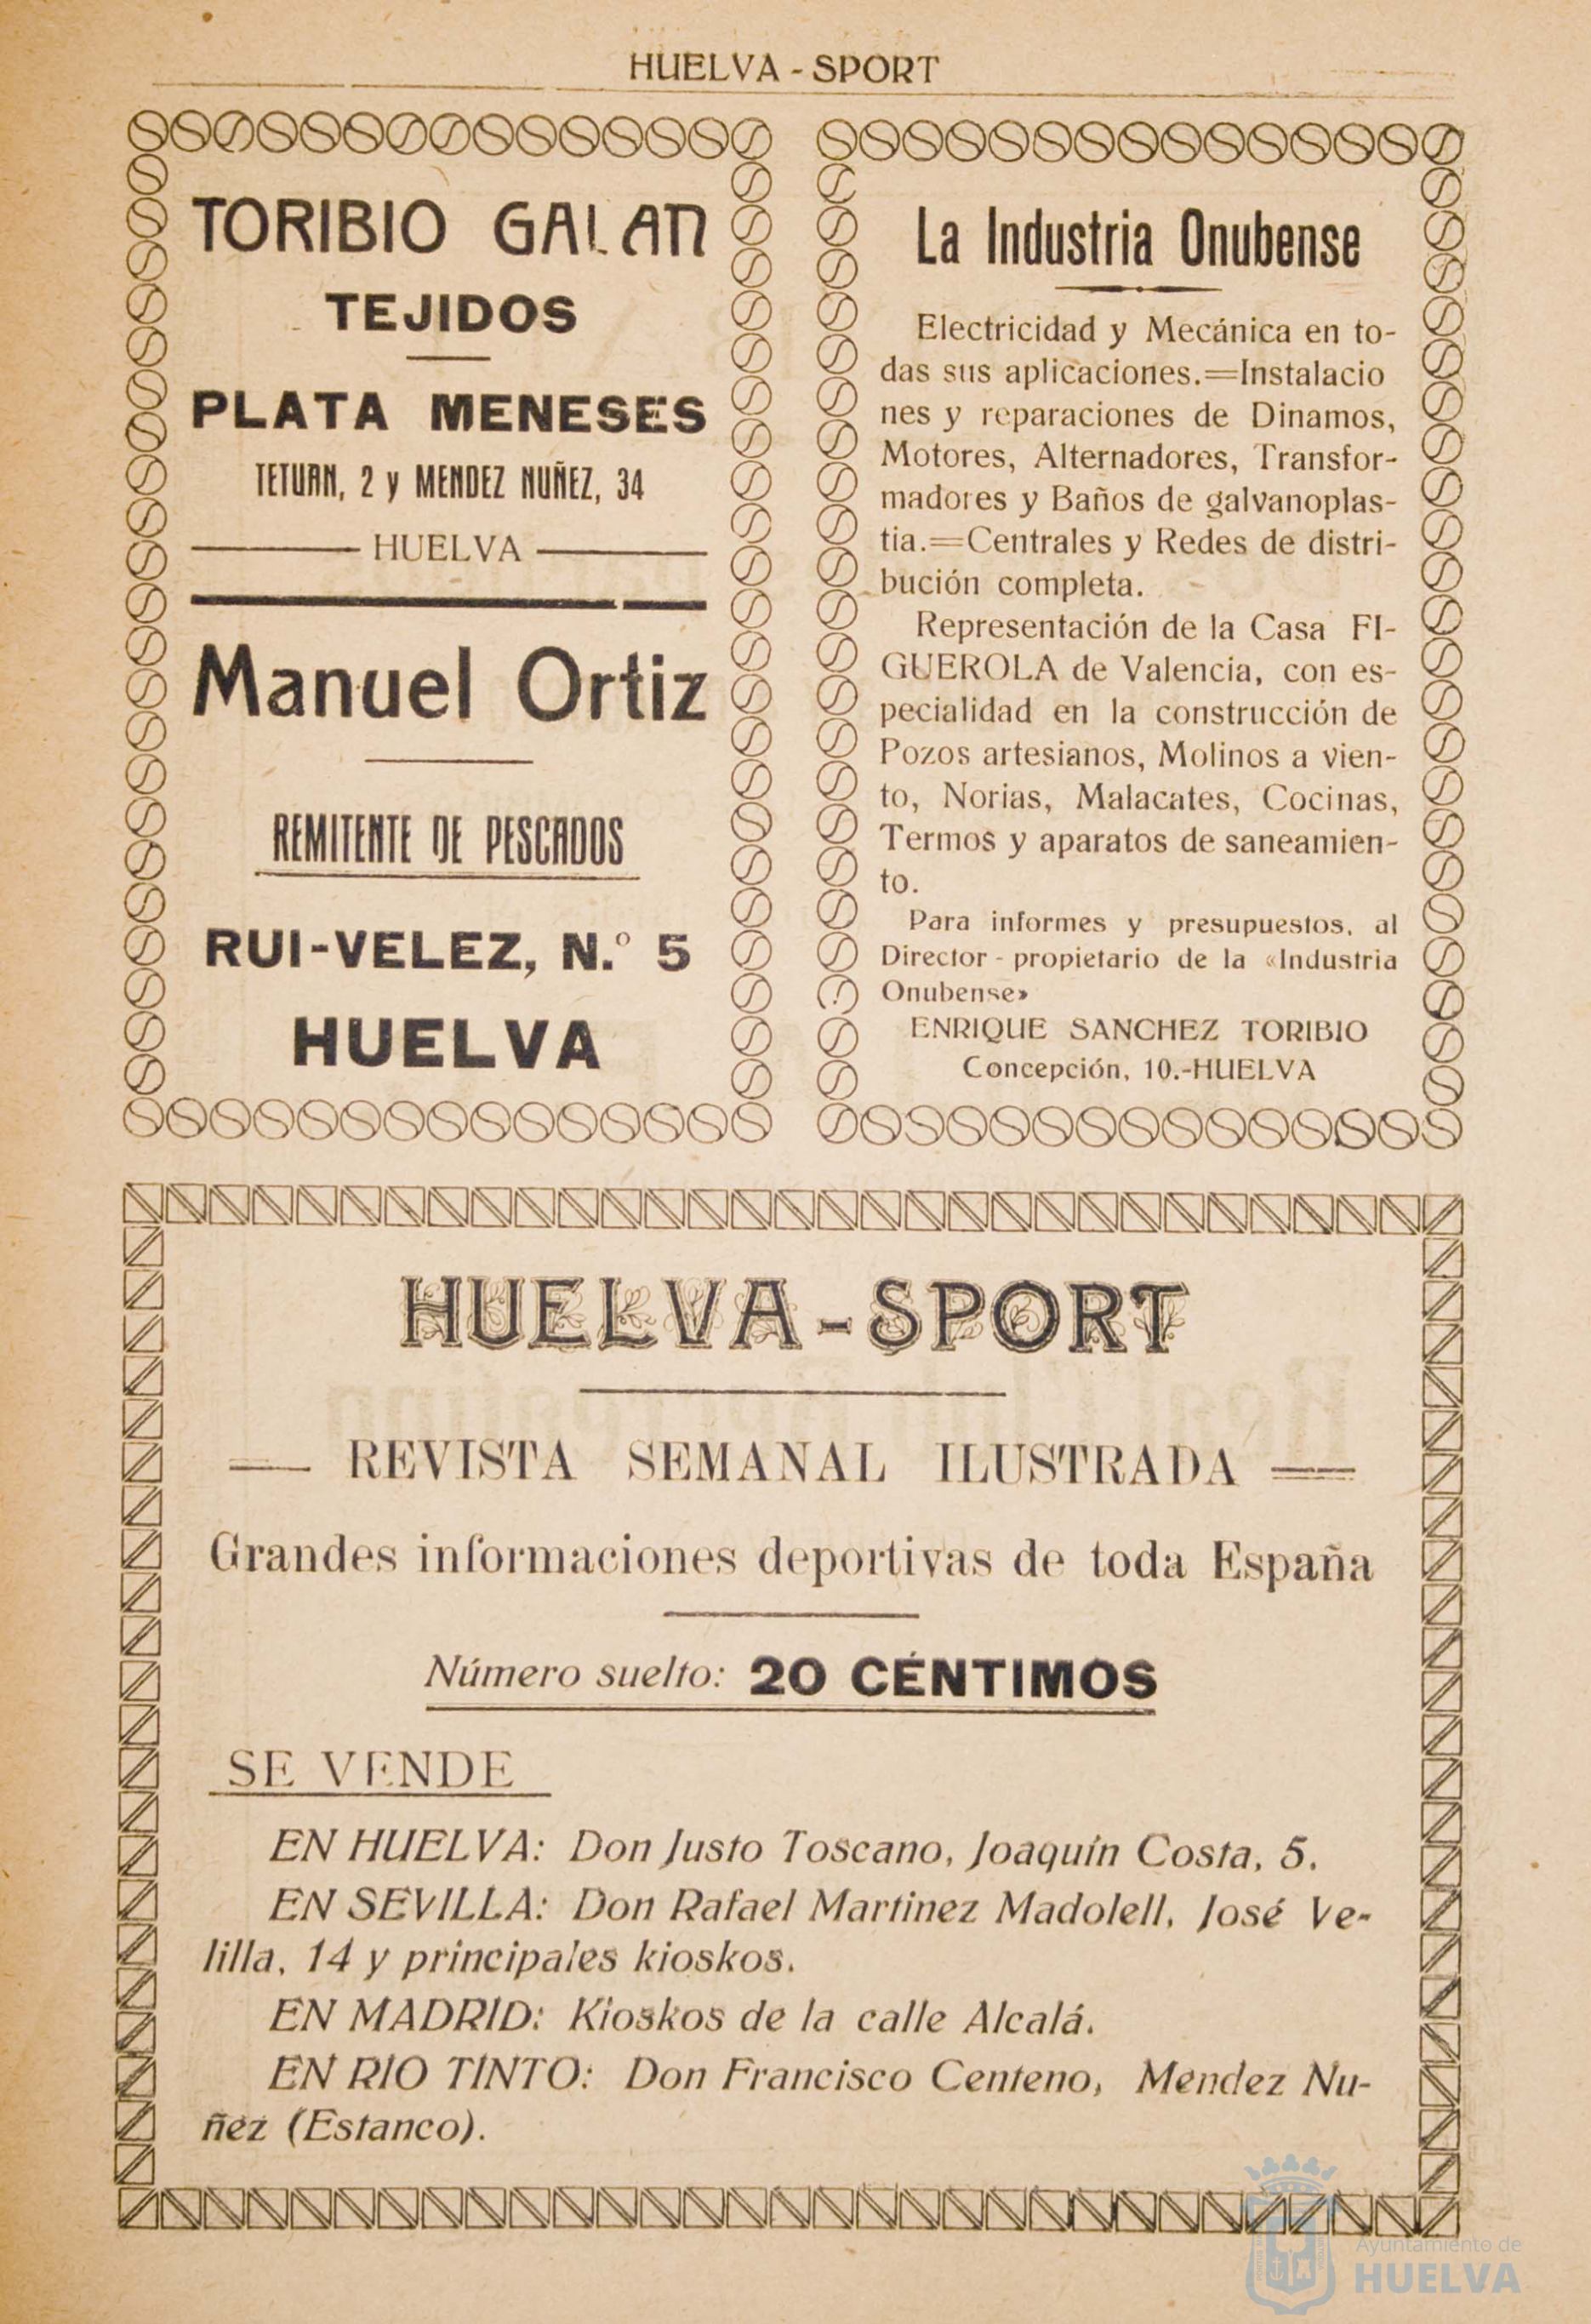 HUELVA - SPORT
TORIBIO GALAN
TEJIDOS
PLATA MENESES
TETUAN, 2 y MENDEZ NUÑEZ, 34
HUELVA
Manuel Ortiz
REMITENTE DE PESCADOS
RUI-VELEZ, N.º 5
HUELVA
La Industria Onubense
Electricidad y Mecánica en to-
das sus aplicaciones.=Instalacio
nes y reparaciones de Dinamos,
Motores, Alternadores, Transfor-
madores y Baños de galvanoplas-
tia.=Centrales y Redes de distri-
bución completa.
Representación de la Casa FI-
GUEROLA de Valencia, con es-
pecialidad en la construcción de
Pozos artesianos, Molinos a vien-
to, Norias, Malacates, Cocinas,
Termos y aparatos de saneamien-
to.
Para informes y presupuestos, al
Director - propietario de la «Industria
Onubense»
ENRIQUE SANCHEZ TORIBIO
Concepción, 10.-HUELVA
HUELVA - SPORT
REVISTA SEMANAL ILUSTRADA
Grandes informaciones deportivas de toda España
Número suelto: 20 CÉNTIMOS
SE VENDE
EN HUELVA: Don Justo Toscano, Joaquín Costa, 5.
EN SEVILLA: Don Rafael Martinez Madolell, José Ve-
lilla, 14 y principales kioskos.
EN MADRID: Kioskos de la calle Alcalá.
EN RIO TINTO: Don Francisco Centeno, Mendez Nu-
ñez (Estanco).
Ayuntamiento de
HUELVA